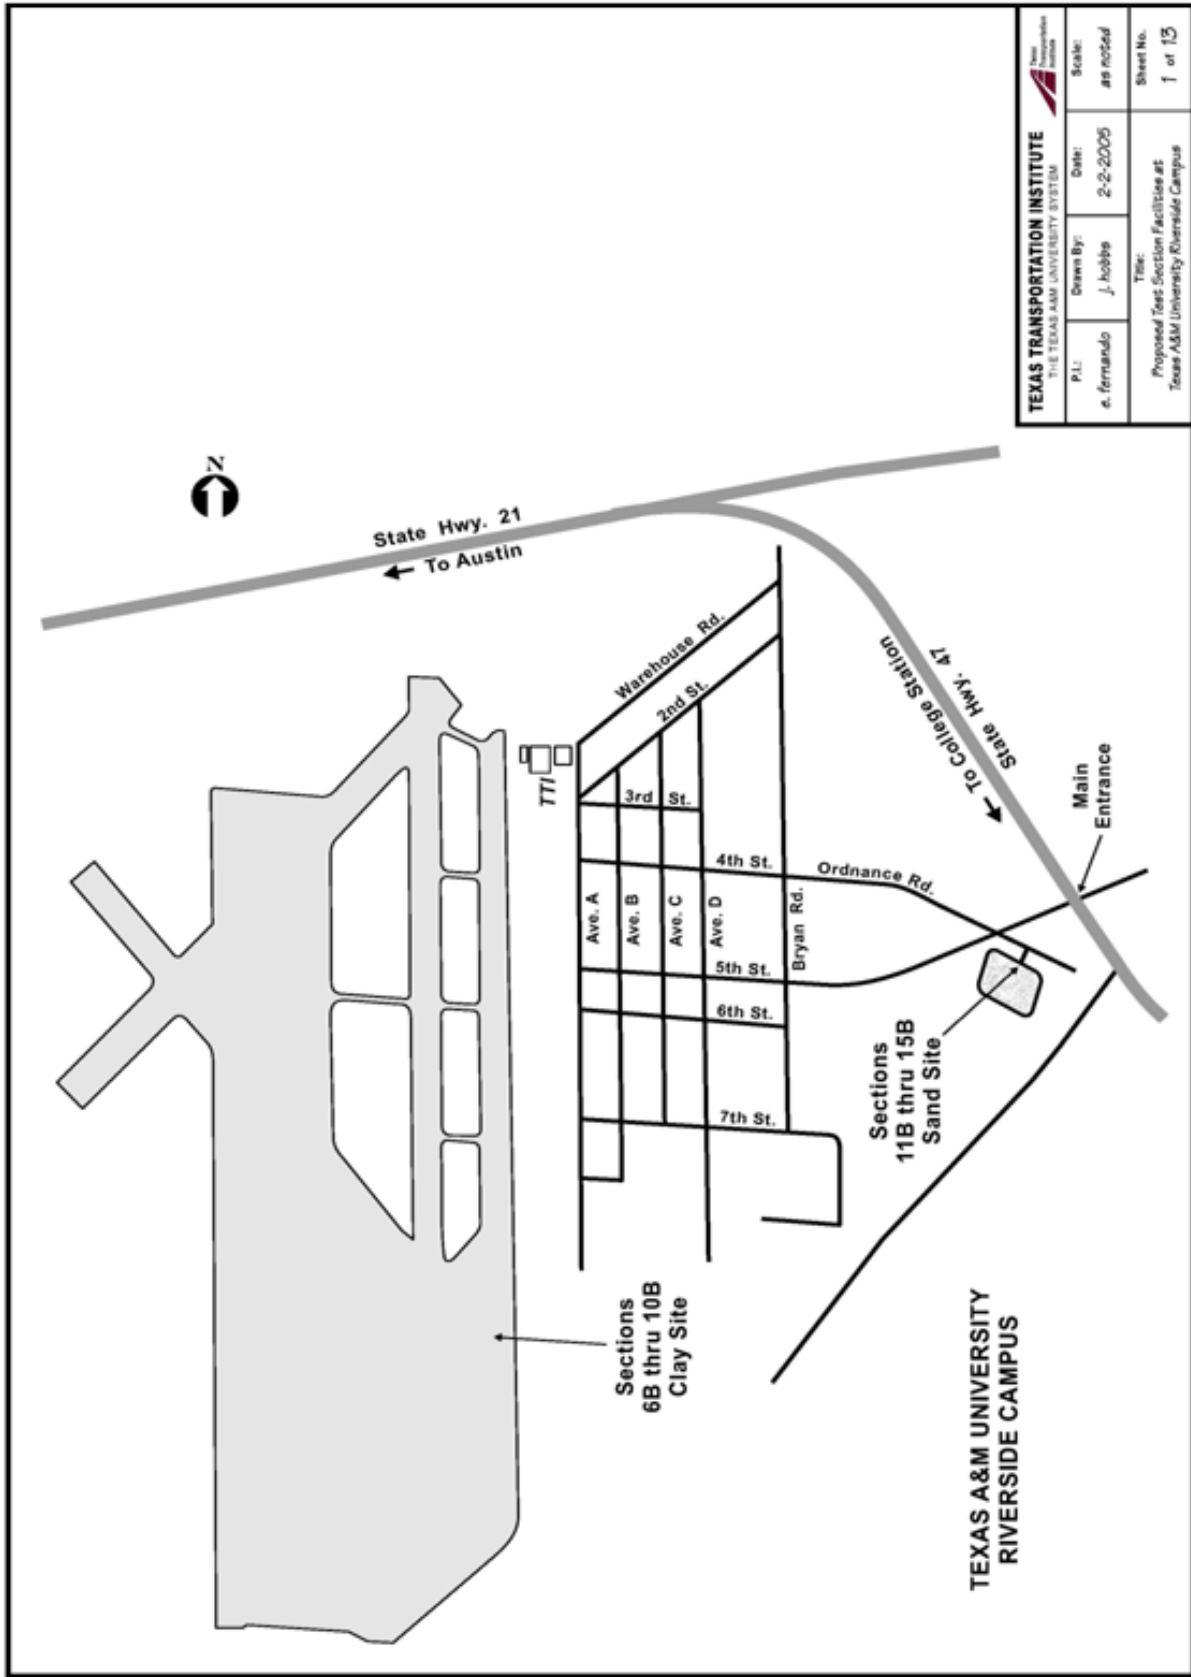 N
State Hwy. 21
To Austin
Warehouse Rd.
2nd St.
TTI
3rd St.
4th St.
Ordnance Rd.
Ave. A
Ave. B
Ave. C
Ave. D
Bryan Rd.
5th St.
6th St.
7th St.
State Hwy. 47
To College Station
Main
Entrance
Sections
11B thru 15B
Sand Site
Sections
6B thru 10B
Clay Site
TEXAS A&M UNIVERSITY
RIVERSIDE CAMPUS
TEXAS TRANSPORTATION INSTITUTE
THE TEXAS A&M UNIVERSITY SYSTEM
Texas
Transportation
Institute
P.I.:
e. fernando
Drawn By:
j. hobbs
Date:
2-2-2005
Scale:
as noted
Title:
Proposed Test Section Facilities at
Texas A&M University Riverside Campus
Sheet No.
1 of 13